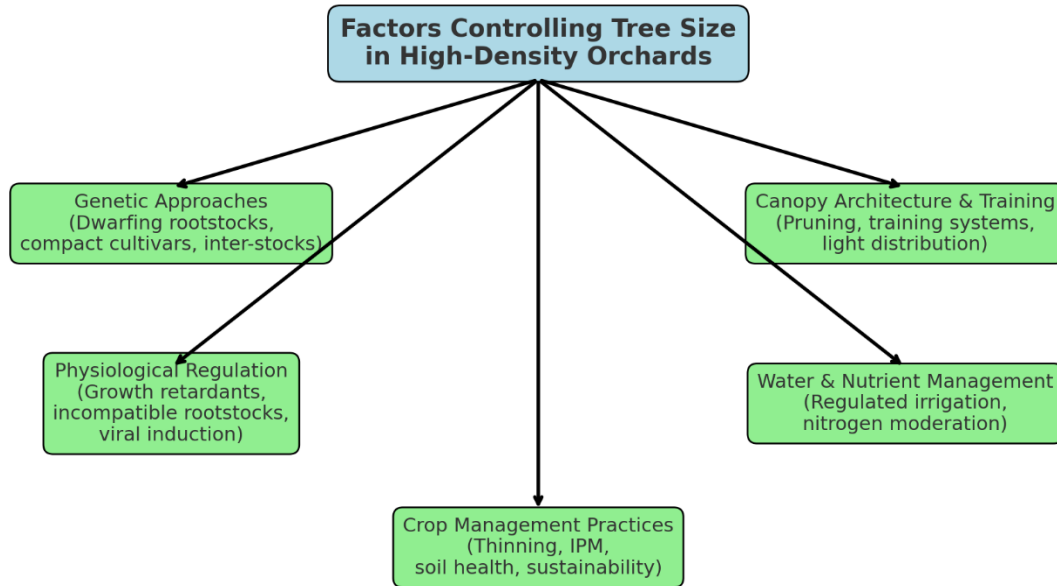 Factors Controlling Tree Size
in High-Density Orchards
Genetic Approaches
(Dwarfing rootstocks,
compact cultivars, inter-stocks)
Canopy Architecture & Training
(Pruning, training systems,
light distribution)
Physiological Regulation
(Growth retardants,
incompatible rootstocks,
viral induction)
Water & Nutrient Management
(Regulated irrigation,
nitrogen moderation)
Crop Management Practices
(Thinning, IPM,
soil health, sustainability)